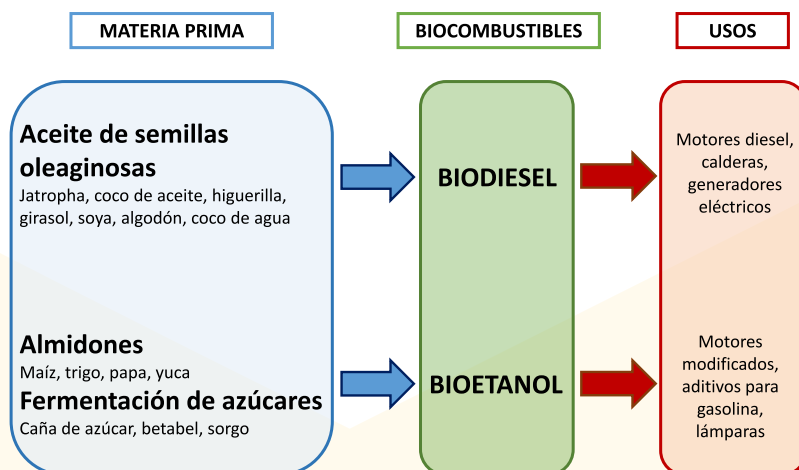 MATERIA PRIMA
BIOCOMBUSTIBLES
USOS
Aceite de semillas
oleaginosas
Jatropha, coco de aceite, higuerilla,
girasol, soya, algodón, coco de agua
BIODIESEL
Motores diesel,
calderas,
generadores
eléctricos
Almidones
Maíz, trigo, papa, yuca
Fermentación de azúcares
Caña de azúcar, betabel, sorgo
BIOETANOL
Motores
modificados,
aditivos para
gasolina,
lámparas